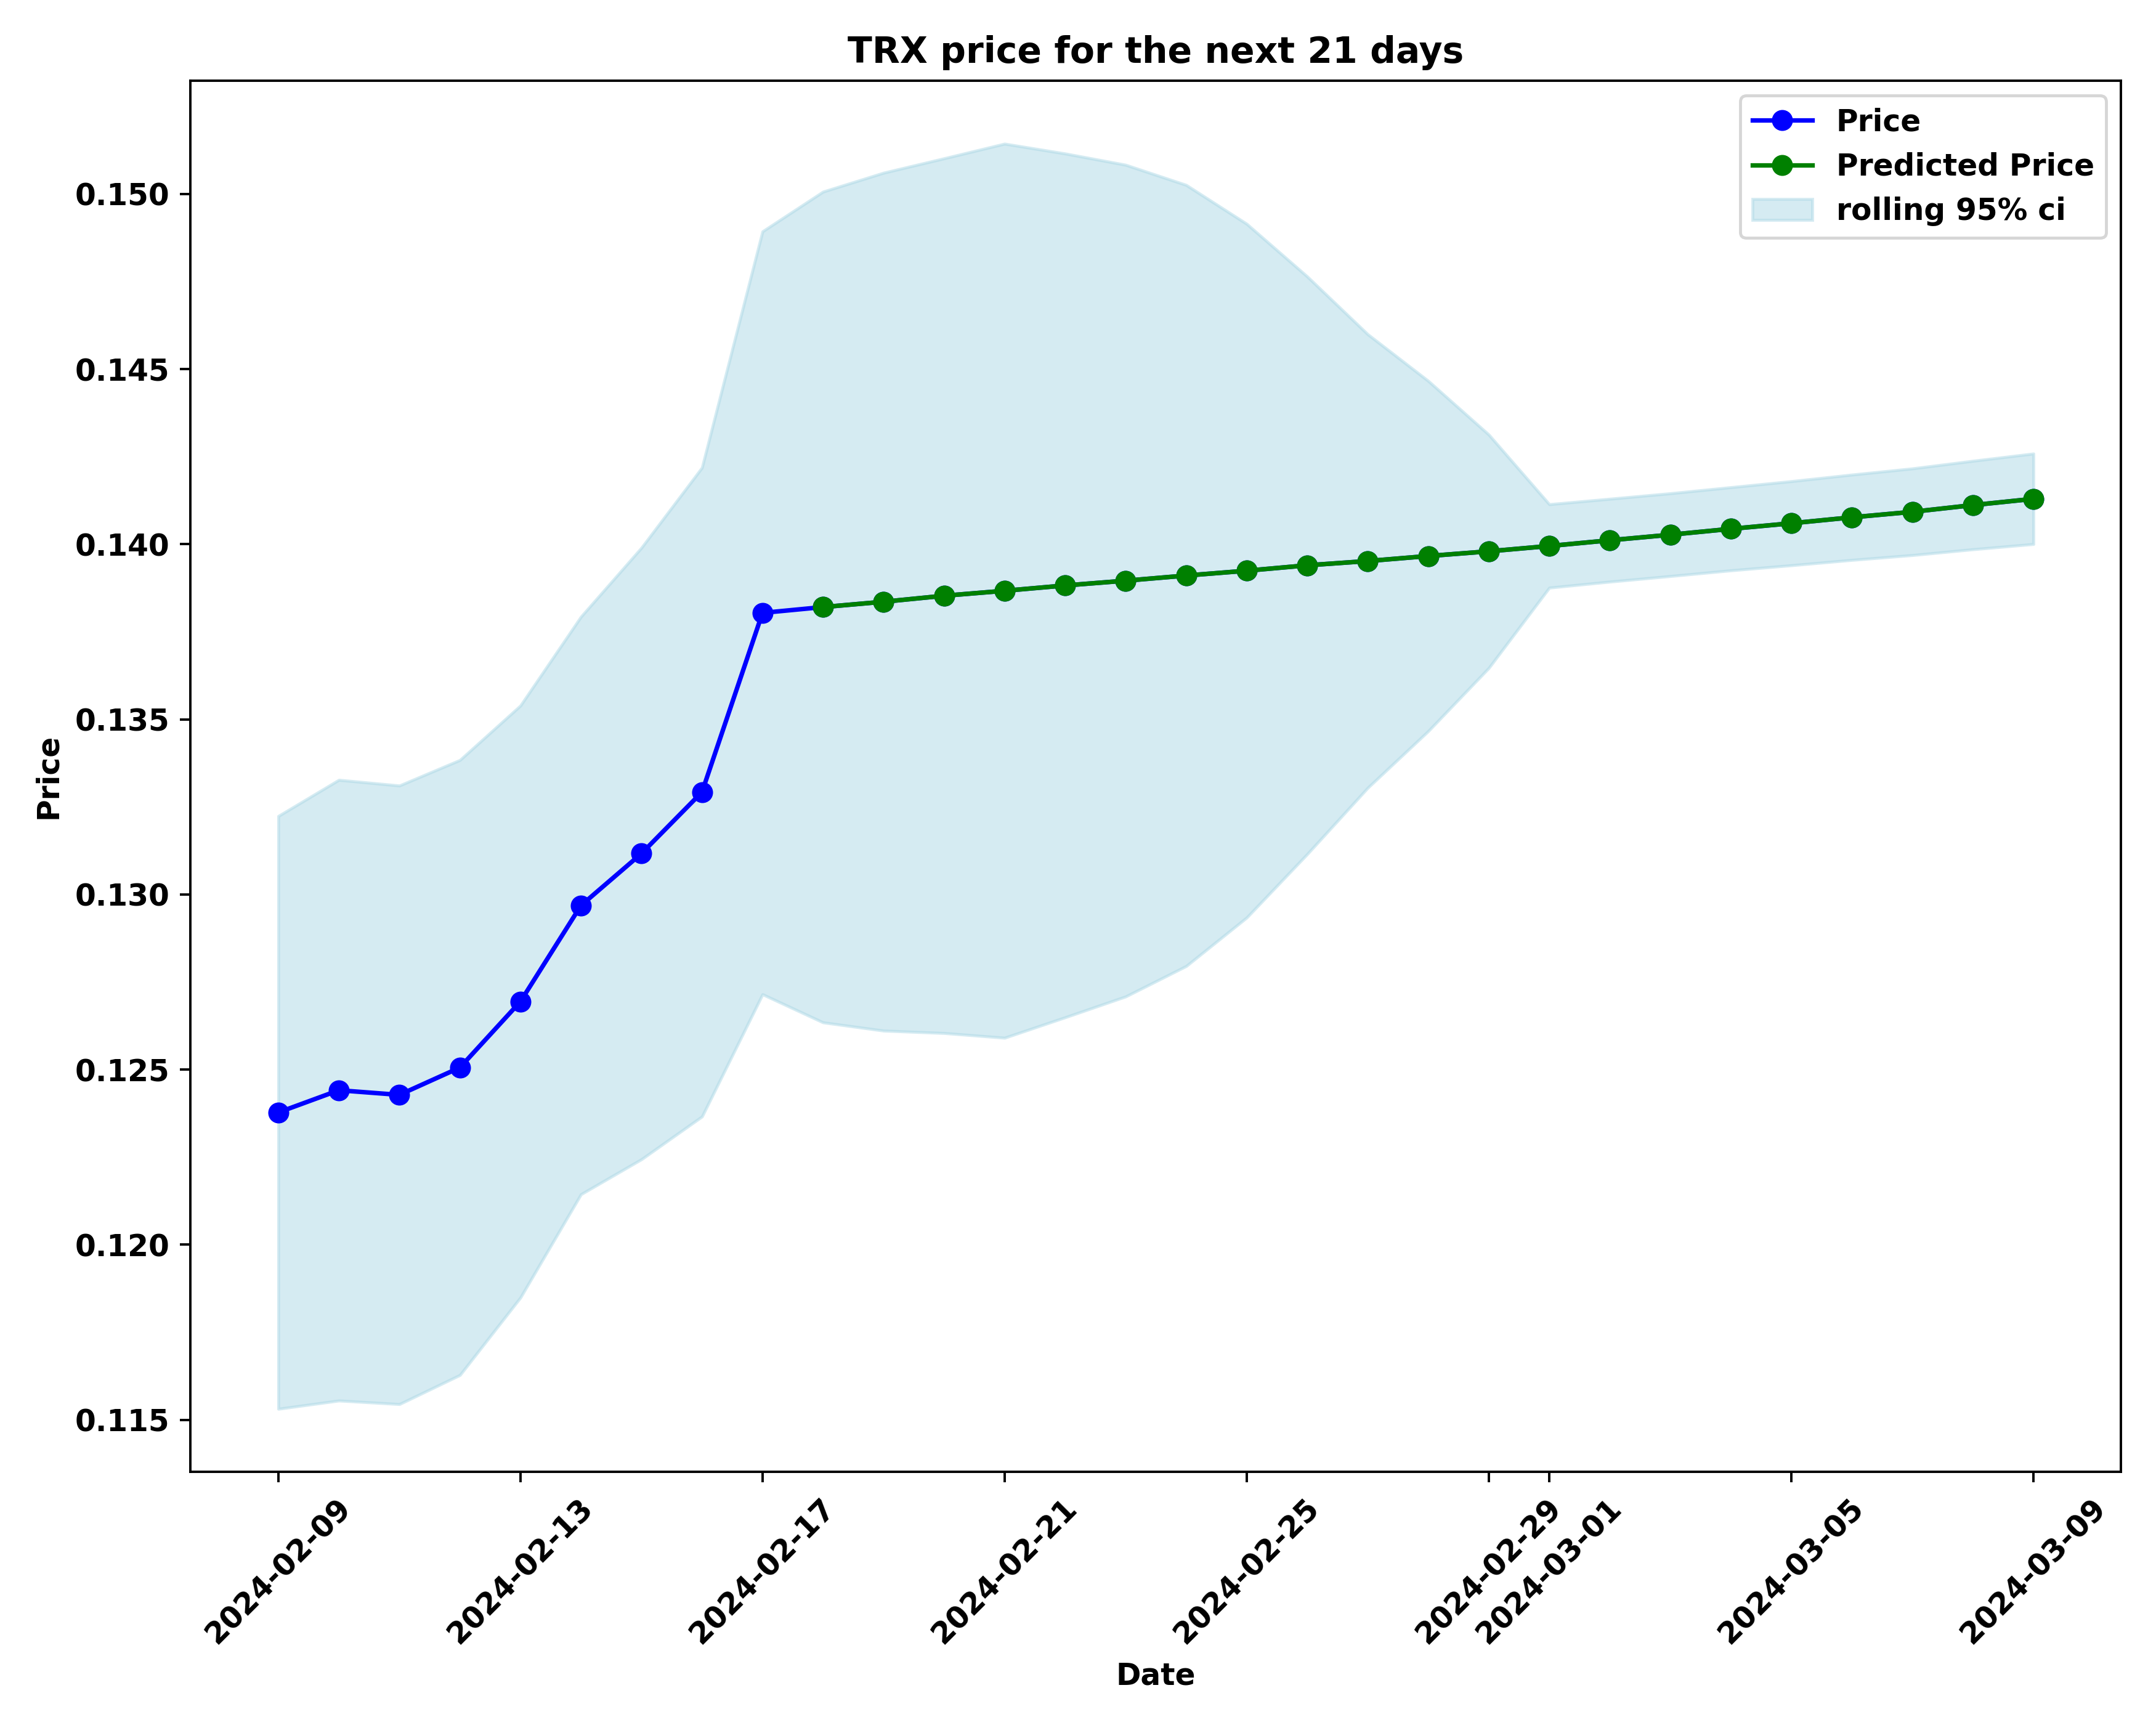 TRX price for the next 21 days
Price
Predicted Price
rolling 95% ci
0.150
0.145
0.140
0.135
0.130
0.125
0.120
0.115
Price
2024-02-09
2024-02-13
2024-02-17
2024-02-21
2024-02-25
2024-02-29
2024-03-01
2024-03-05
2024-03-09
Date